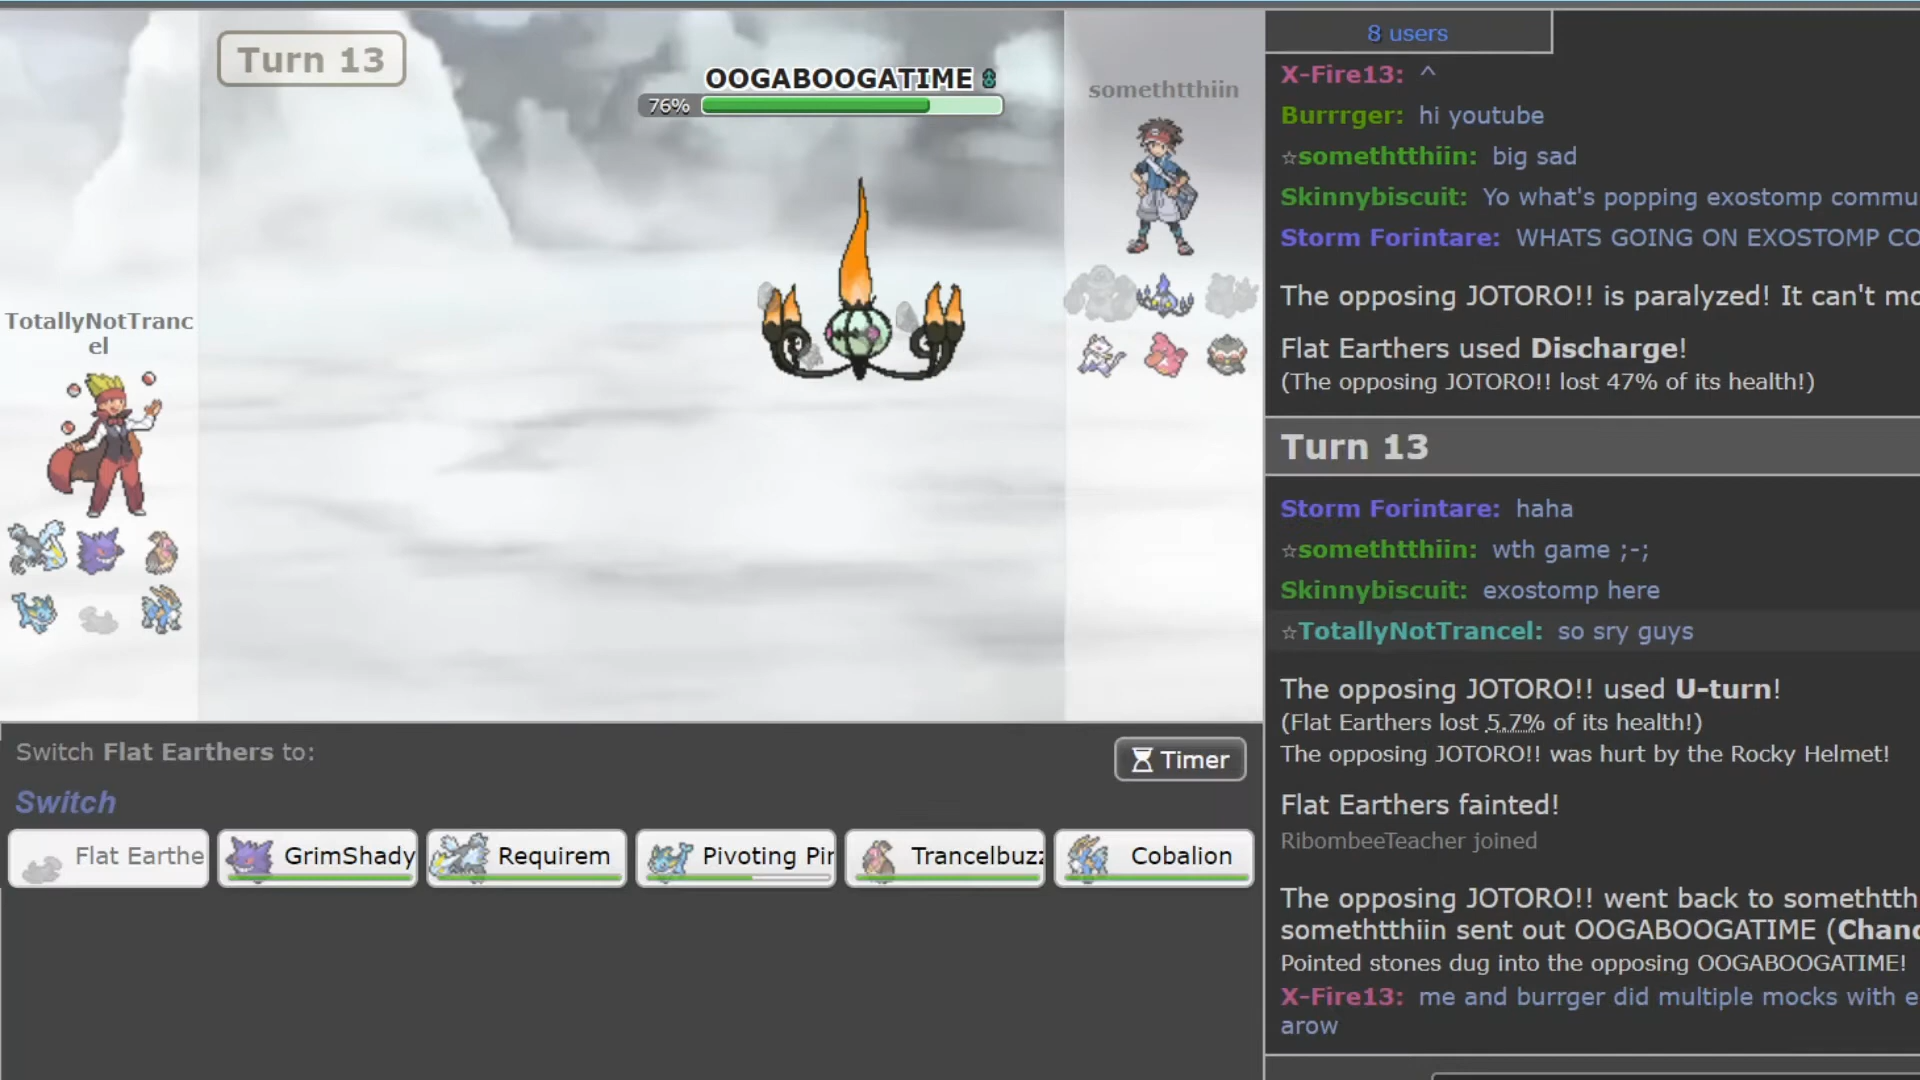 Turn 13
OOGABOOGATIME
76%
somethtthiin
TotallyNotTranc
el
Switch Flat Earthers to:
Timer
Switch
Flat Earthe
GrimShady
Requirem
Pivoting Pir
Trancelbuzz
Cobalion
8 users
X-Fire13: ^
Burrrger: hi youtube
☆somethtthiin: big sad
Skinnybiscuit: Yo what's popping exostomp commu
Storm Forintare: WHATS GOING ON EXOSTOMP CO
The opposing JOTORO!! is paralyzed! It can't mo
Flat Earthers used Discharge!
(The opposing JOTORO!! lost 47% of its health!)
Turn 13
Storm Forintare: haha
☆somethtthiin: wth game ;-;
Skinnybiscuit: exostomp here
☆TotallyNotTrancel: so sry guys
The opposing JOTORO!! used U-turn!
(Flat Earthers lost 5.7% of its health!)
The opposing JOTORO!! was hurt by the Rocky Helmet!
Flat Earthers fainted!
RibombeeTeacher joined
The opposing JOTORO!! went back to somethtth
somethtthiin sent out OOGABOOGATIME (Chand
Pointed stones dug into the opposing OOGABOOGATIME!
X-Fire13: me and burrger did multiple mocks with e
arow